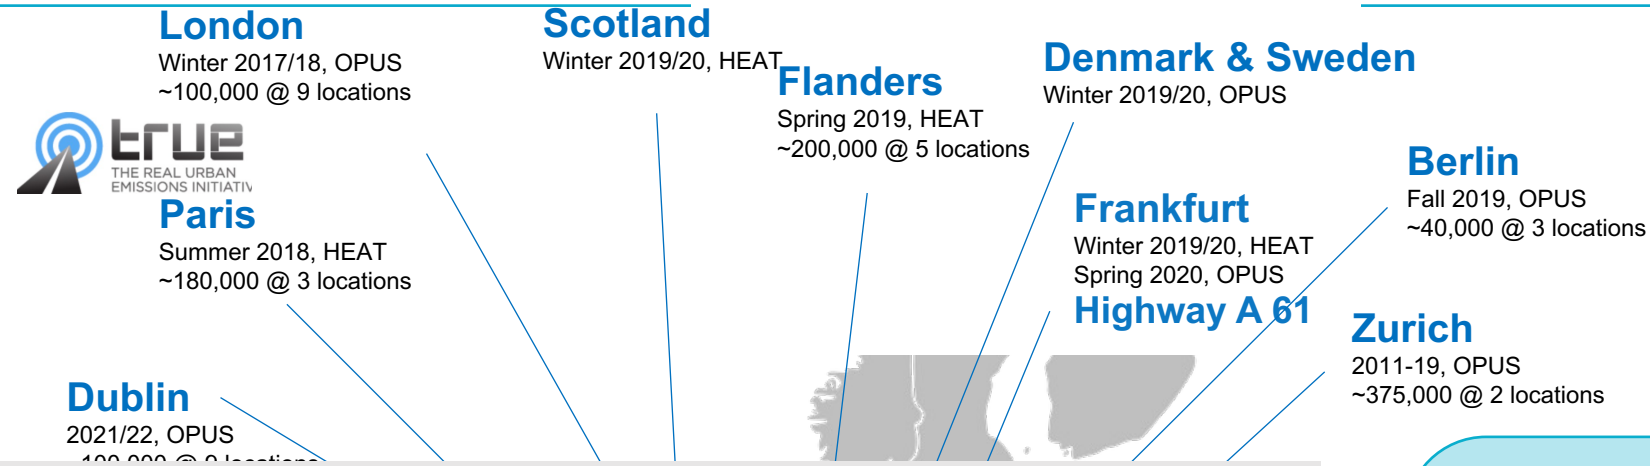 London
Winter 2017/18, OPUS
~100,000 @ 9 locations
Scotland
Winter 2019/20, HEAT
Flanders
Spring 2019, HEAT
~200,000 @ 5 locations
Denmark & Sweden
Winter 2019/20, OPUS
Berlin
Fall 2019, OPUS
~40,000 @ 3 locations
true
THE REAL URBAN
EMISSIONS INITIATIV
Paris
Summer 2018, HEAT
~180,000 @ 3 locations
Frankfurt
Winter 2019/20, HEAT
Spring 2020, OPUS
Highway A 61
Zurich
2011-19, OPUS
~375,000 @ 2 locations
Dublin
2021/22, OPUS